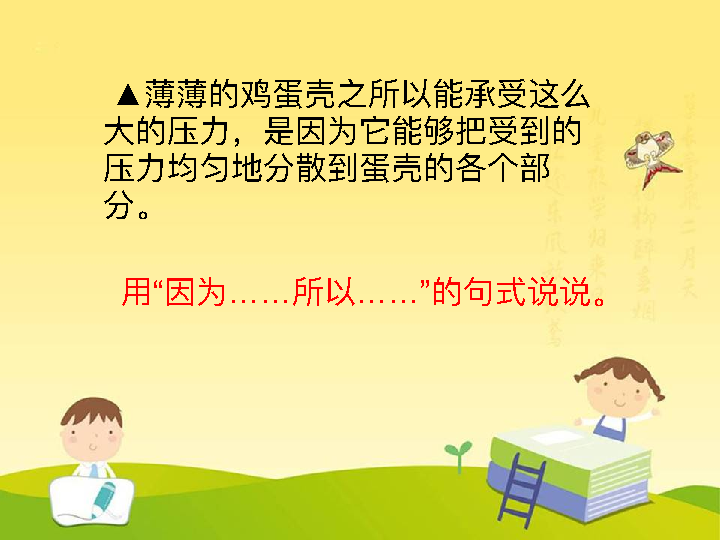 ▲薄薄的鸡蛋壳之所以能承受这么
大的压力，是因为它能够把受到的
压力均匀地分散到蛋壳的各个部
分。
用“因为……所以……”的句式说说。